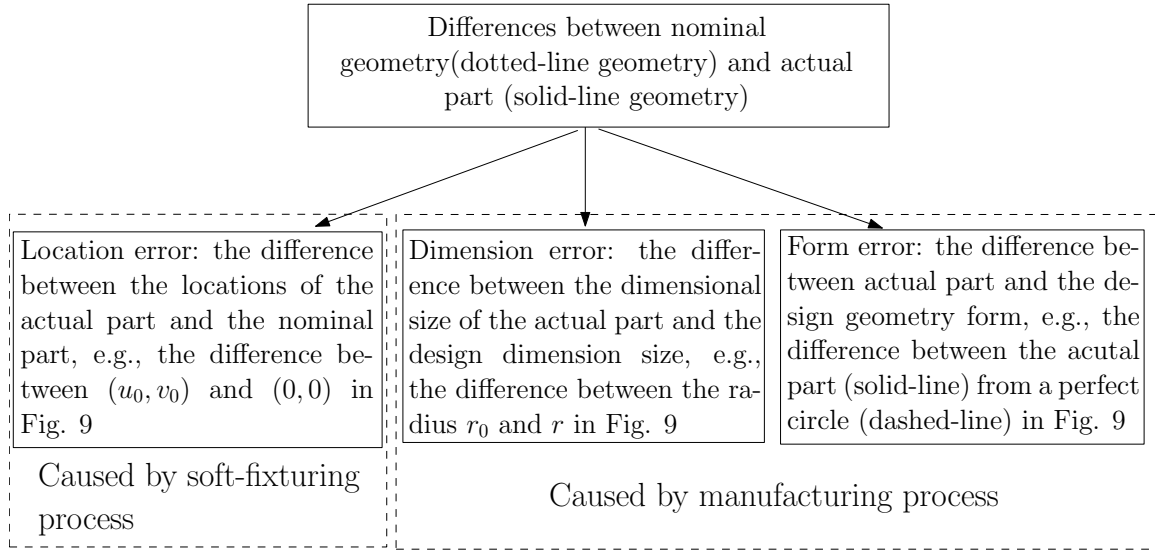 Differences between nominal
geometry(dotted-line geometry) and actual
part (solid-line geometry)
Location error: the difference
between the locations of the
actual part and the nominal
part, e.g., the difference be-
tween (u₀, v₀) and (0, 0) in
Fig. 9
Caused by soft-fixturing
process
Dimension error: the differ-
ence between the dimensional
size of the actual part and the
design dimension size, e.g.,
the difference between the ra-
dius r₀ and r in Fig. 9
Form error: the difference be-
tween actual part and the de-
sign geometry form, e.g., the
difference between the acutal
part (solid-line) from a perfect
circle (dashed-line) in Fig. 9
Caused by manufacturing process